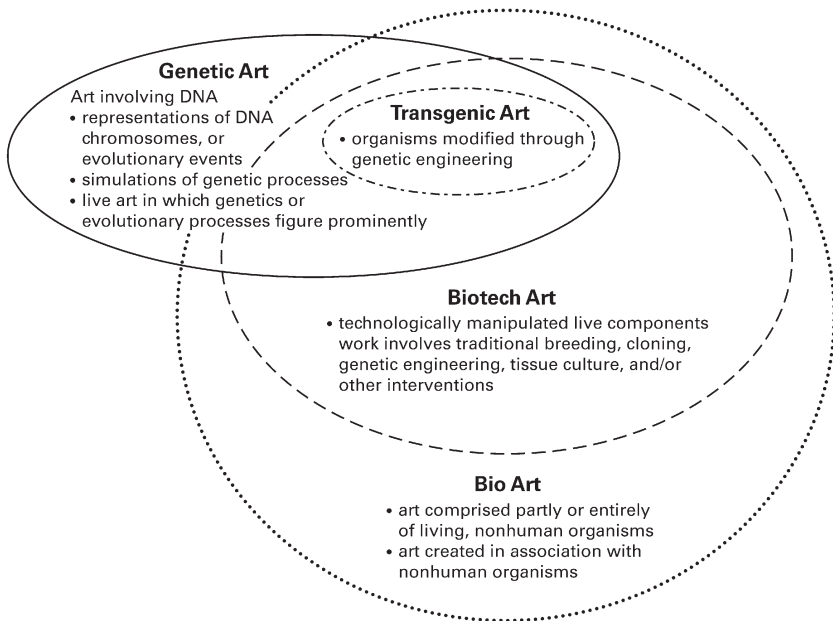 Genetic Art
Art involving DNA
• representations of DNA
chromosomes, or
evolutionary events
• simulations of genetic processes
• live art in which genetics or
evolutionary processes figure prominently
Transgenic Art
• organisms modified through
genetic engineering
Biotech Art
• technologically manipulated live components
work involves traditional breeding, cloning,
genetic engineering, tissue culture, and/or
other interventions
Bio Art
• art comprised partly or entirely
of living, nonhuman organisms
• art created in association with
nonhuman organisms